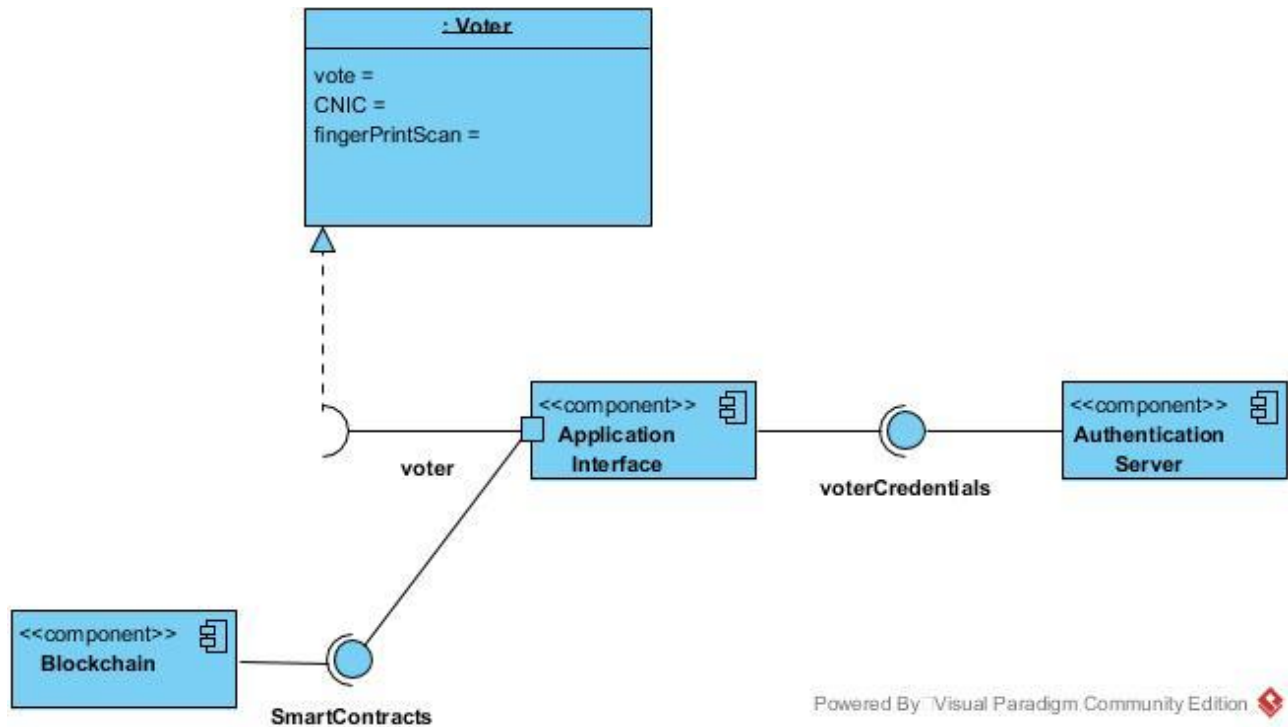 : Voter
vote =
CNIC =
fingerPrintScan =
<<component>>
Application
Interface
<<component>>
Authentication
Server
voter
voterCredentials
<<component>>
Blockchain
SmartContracts
Powered By Visual Paradigm Community Edition